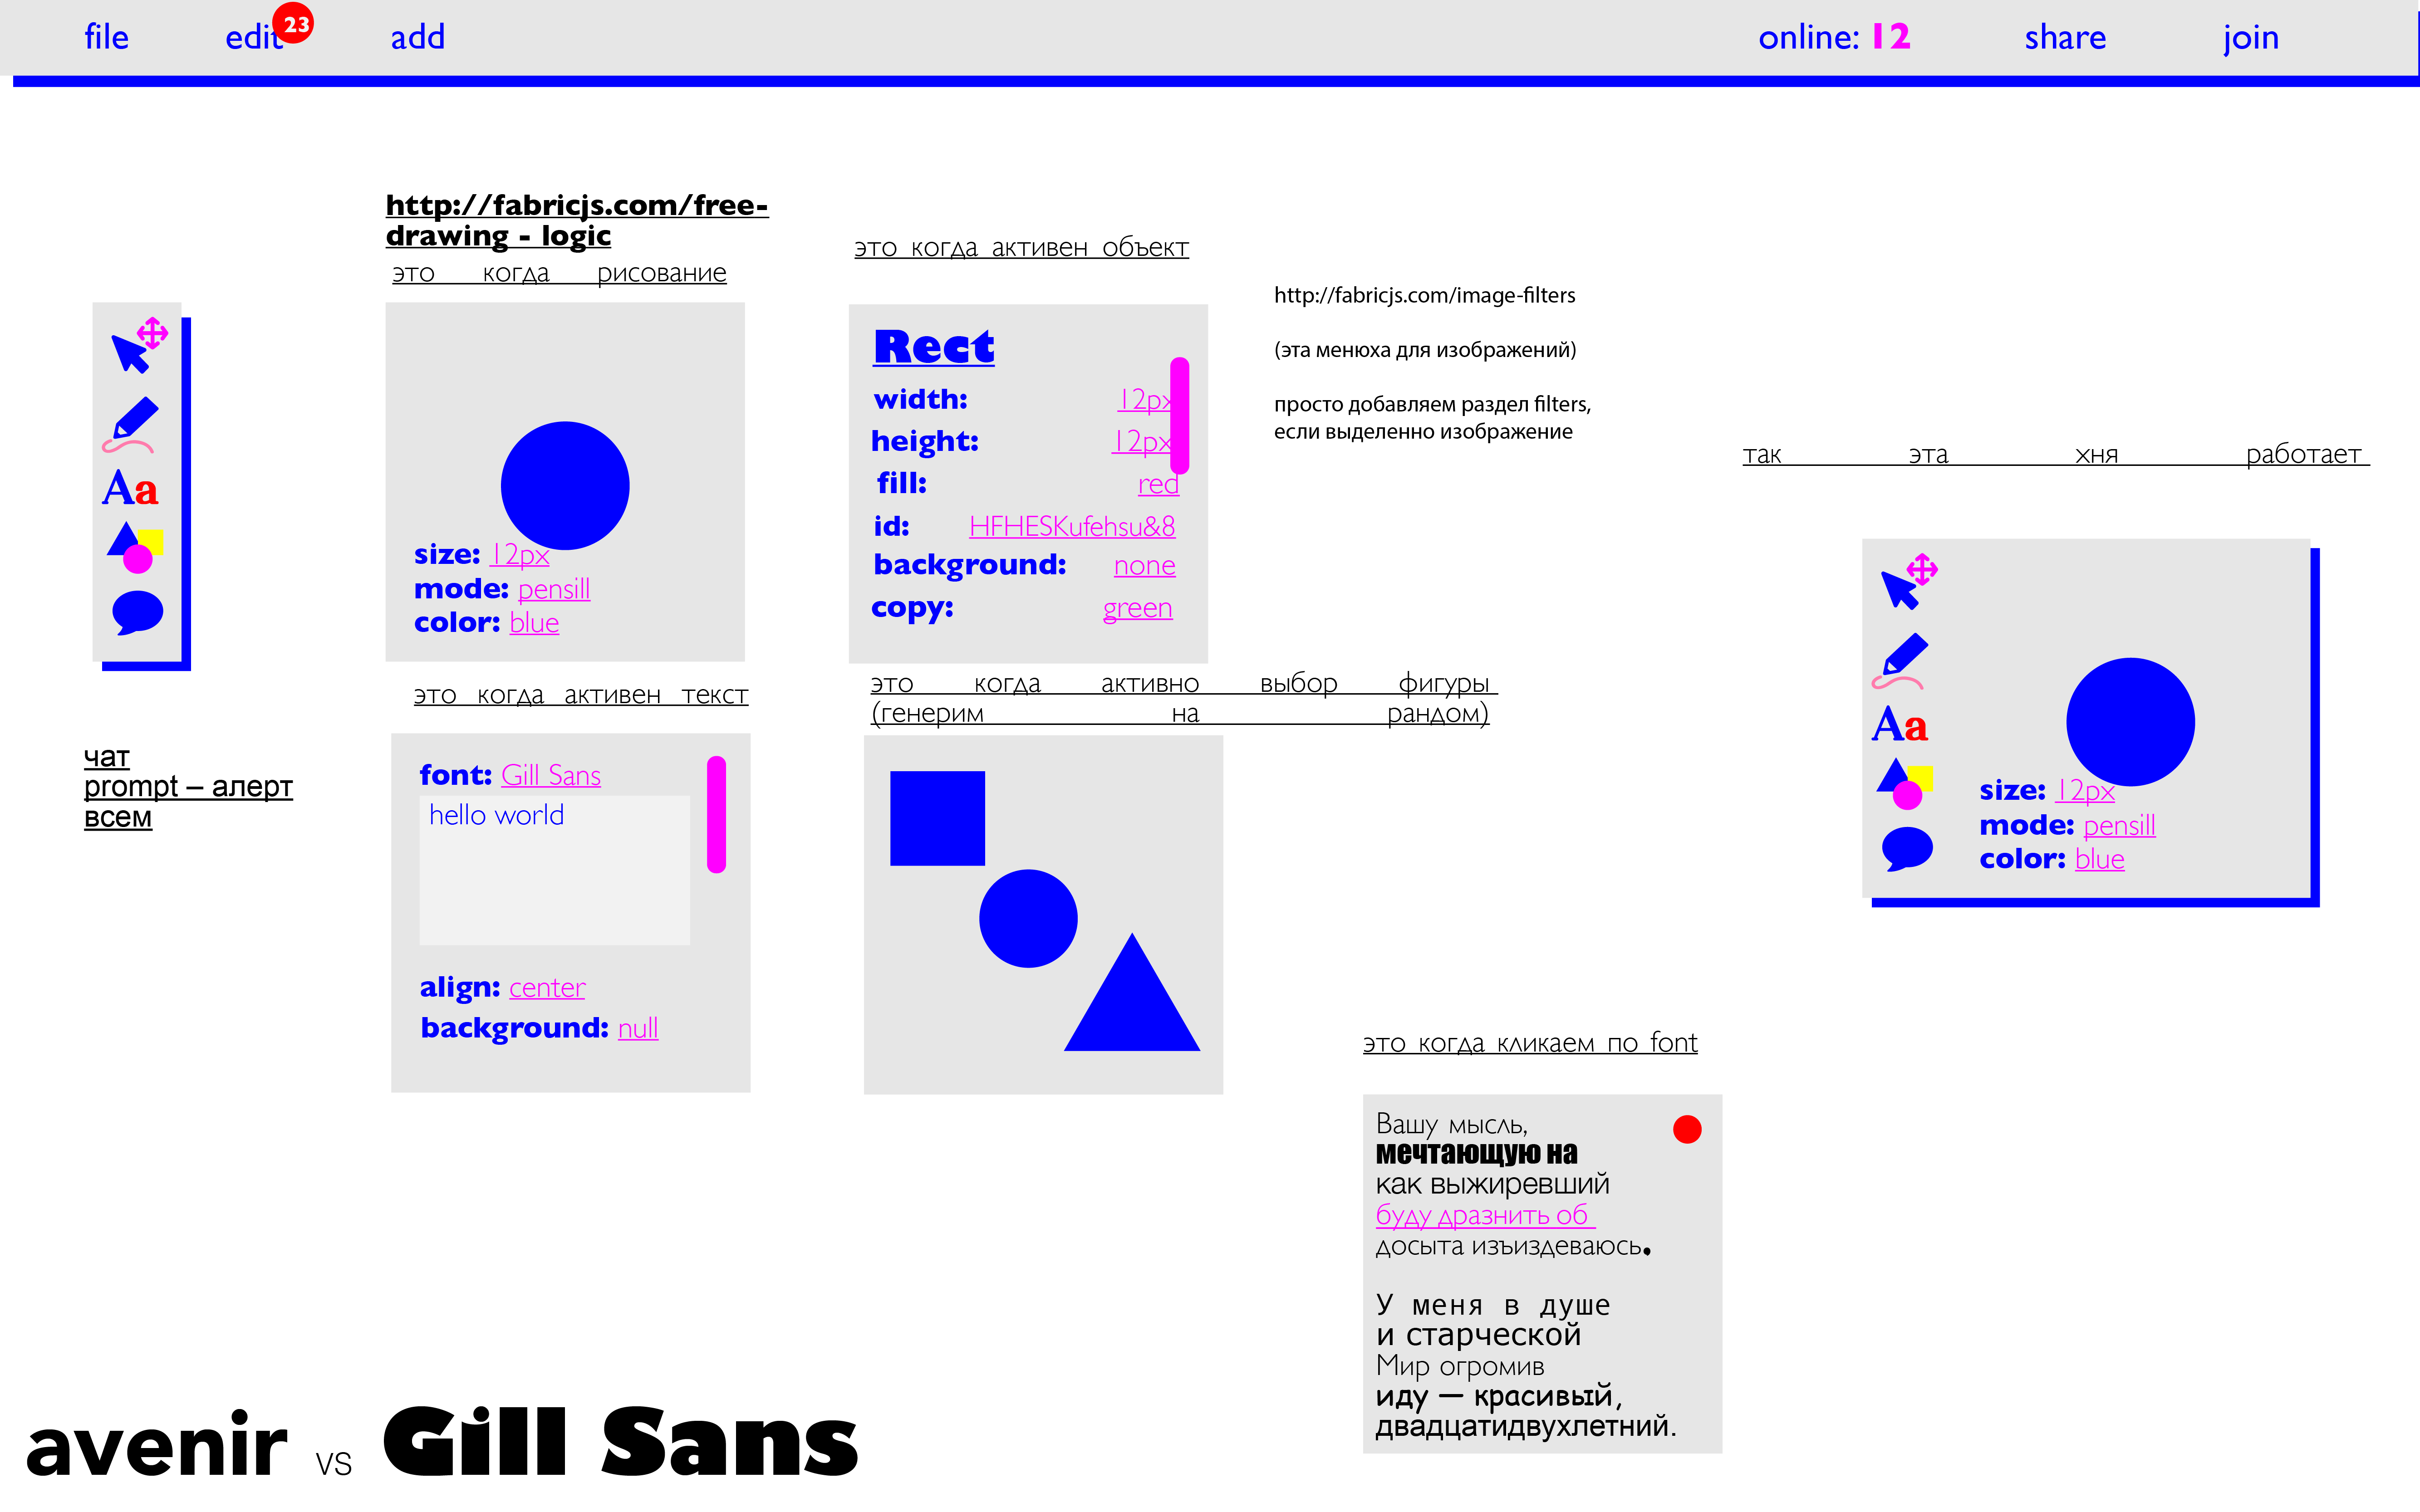 file edit 23 add online: 12 share join
http://fabricjs.com/free-
drawing - logic
это когда рисование
size: 12px
mode: pensill
color: blue
это когда активен объект
Rect
width: 12px
height: 12px
fill: red
id: HFHESKufehsu&8
background: none
copy: green
http://fabricjs.com/image-filters
(эта менюха для изображений)
просто добавляем раздел filters,
если выделенно изображение
так эта хня работает
Aa
Aa
size: 12px
mode: pensill
color: blue
чат
prompt – алерт
всем
это когда активен текст
font: Gill Sans
hello world
align: center
background: null
это когда активно выбор фигуры
(генерим на рандом)
это когда кликаем по font
Вашу мысль,
мечтающую на
как выжиревший
буду дразнить об
досыта изъиздеваюсь.
У меня в душе
и старческой
Мир огромив
иду — красивый,
двадцатидвухлетний.
avenir vs Gill Sans